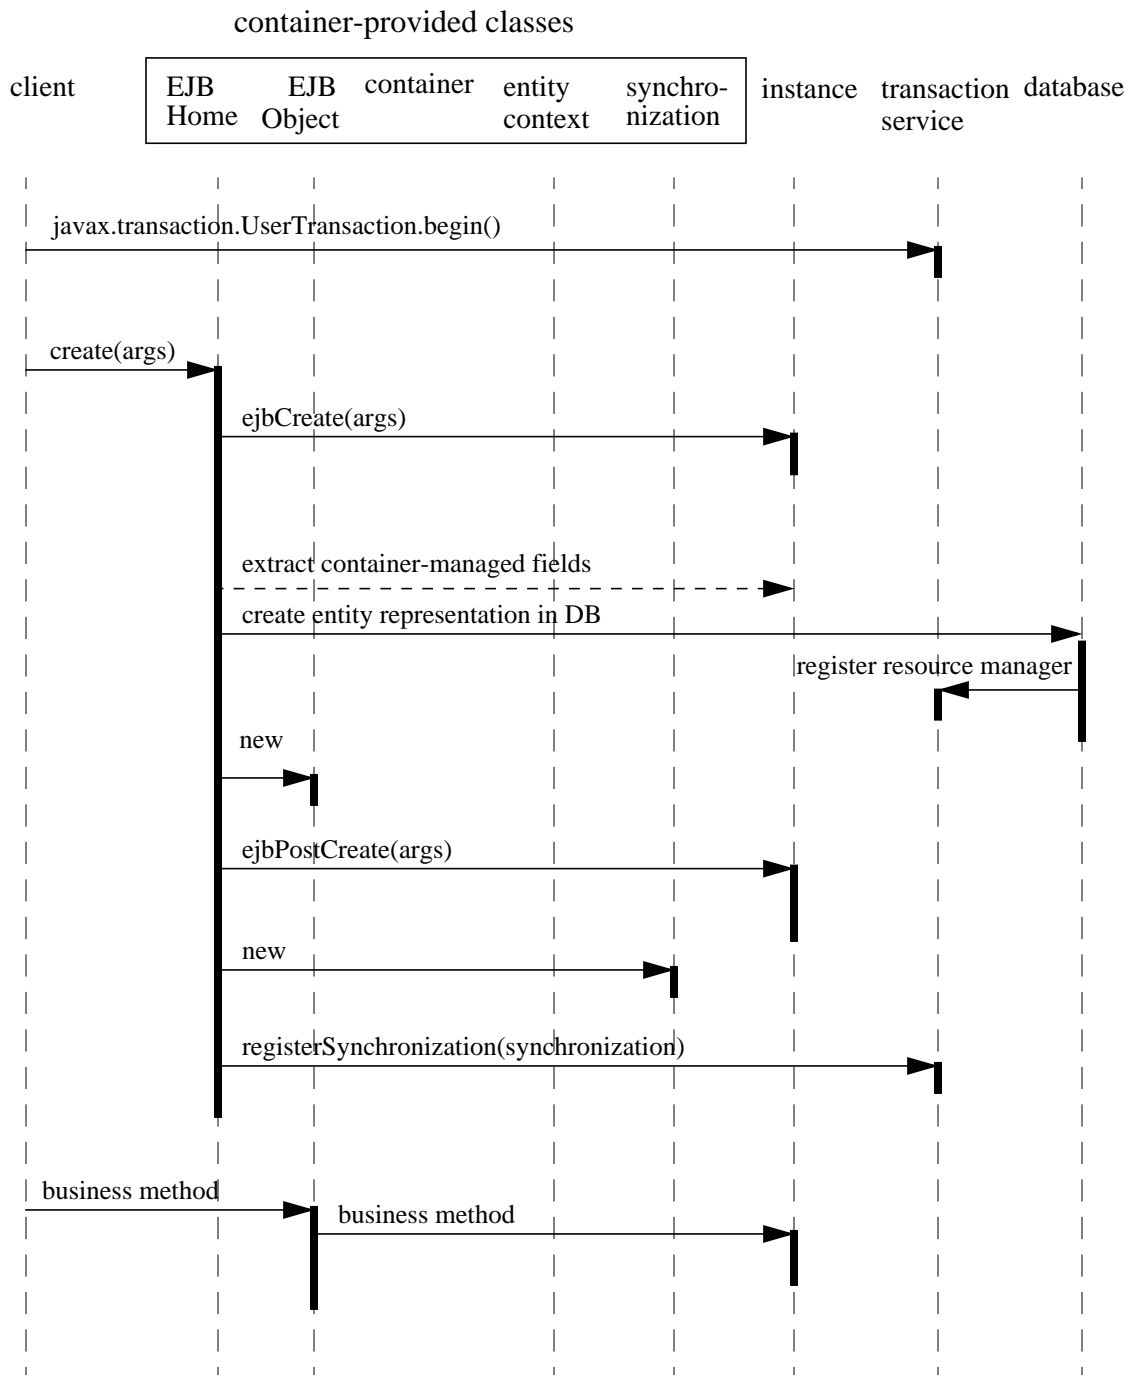 container-provided classes
client
EJB
Home
EJB
Object
container
entity
context
synchro-
nization
instance
transaction
service
database
javax.transaction.UserTransaction.begin()
create(args)
ejbCreate(args)
extract container-managed fields
create entity representation in DB
register resource manager
new
ejbPostCreate(args)
new
registerSynchronization(synchronization)
business method
business method